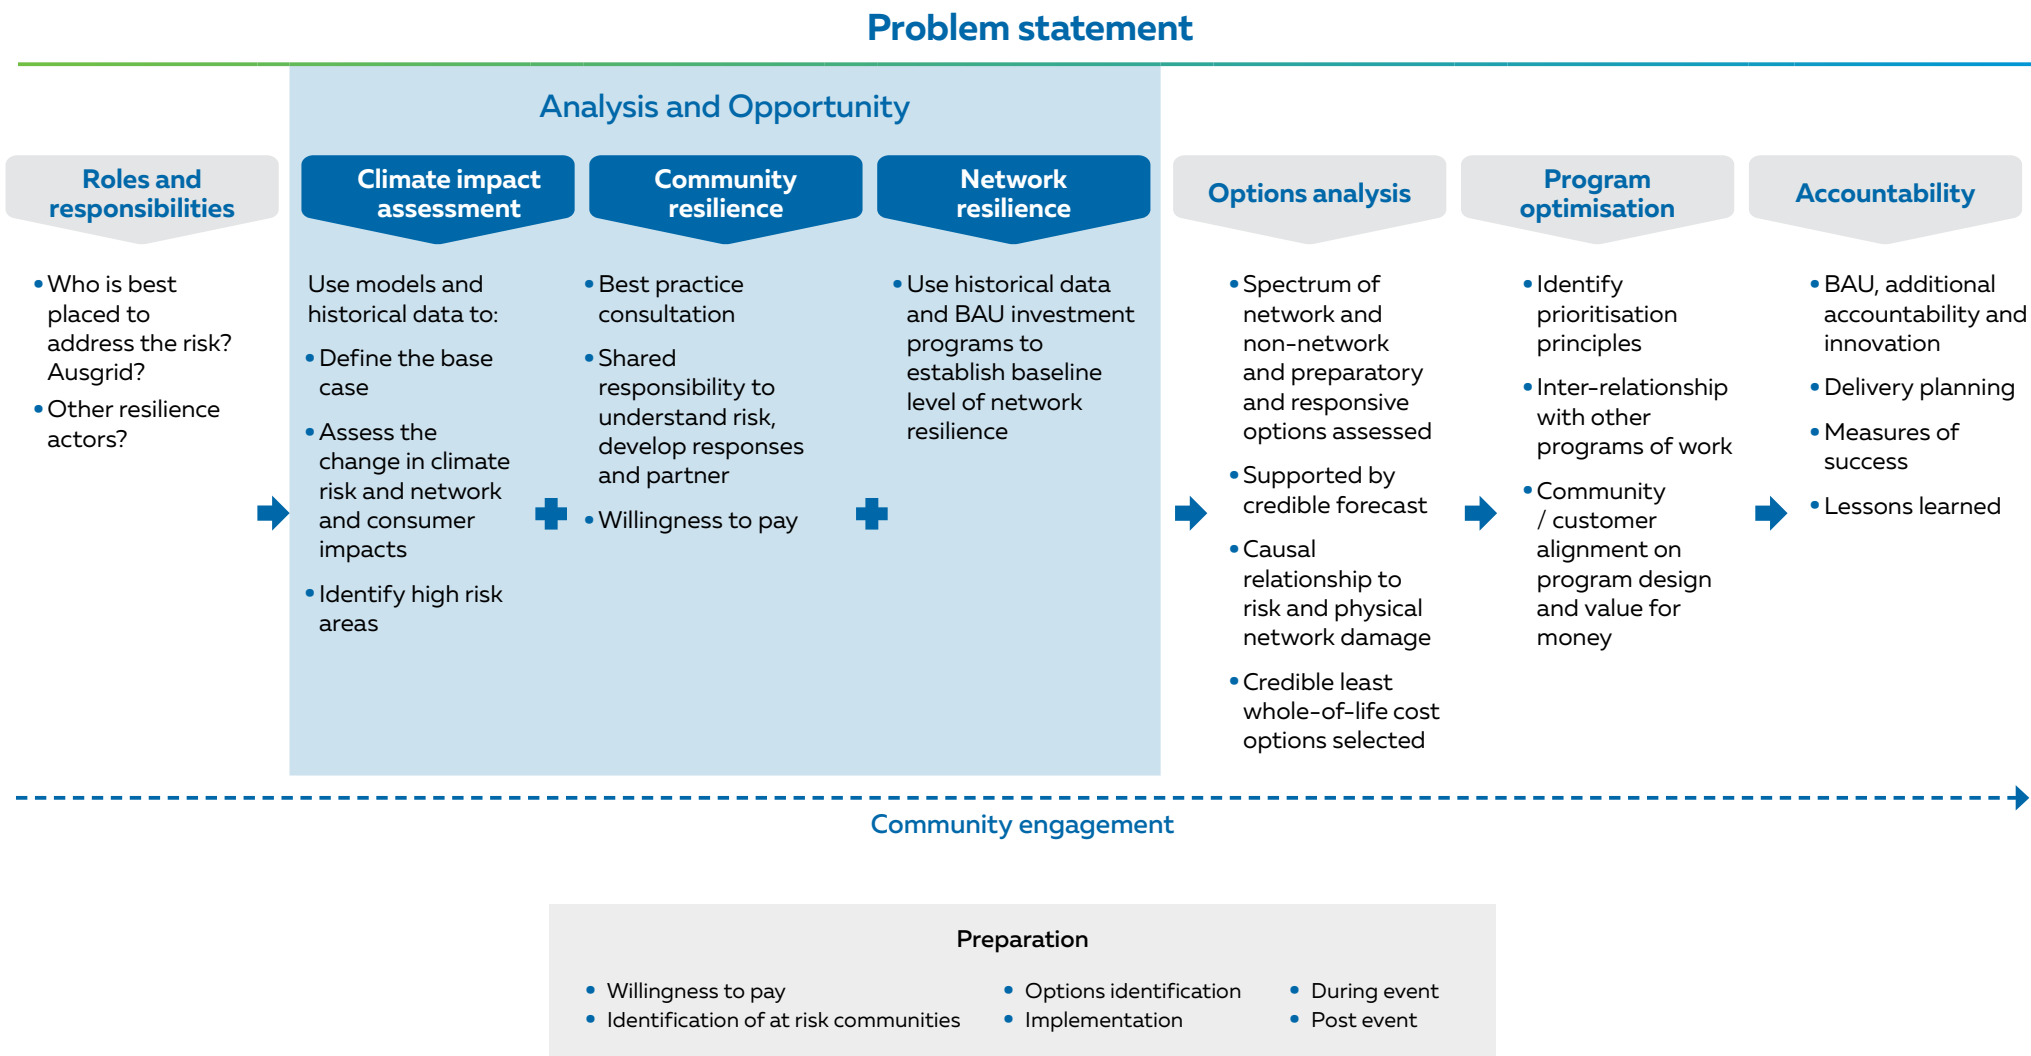 Problem statement
Analysis and Opportunity
Roles and
responsibilities
• Who is best
placed to
address the risk?
Ausgrid?
• Other resilience
actors?
Climate impact
assessment
Use models and
historical data to:
• Define the base
case
• Assess the
change in climate
risk and network
and consumer
impacts
• Identify high risk
areas
Community
resilience
• Best practice
consultation
• Shared
responsibility to
understand risk,
develop responses
and partner
• Willingness to pay
Network
resilience
• Use historical data
and BAU investment
programs to
establish baseline
level of network
resilience
Options analysis
• Spectrum of
network and
non-network
and preparatory
and responsive
options assessed
• Supported by
credible forecast
• Causal
relationship to
risk and physical
network damage
• Credible least
whole-of-life cost
options selected
Program
optimisation
• Identify
prioritisation
principles
• Inter-relationship
with other
programs of work
• Community
/ customer
alignment on
program design
and value for
money
Accountability
• BAU, additional
accountability and
innovation
• Delivery planning
• Measures of
success
• Lessons learned
Community engagement
Preparation
• Willingness to pay
• Identification of at risk communities
• Options identification
• Implementation
• During event
• Post event